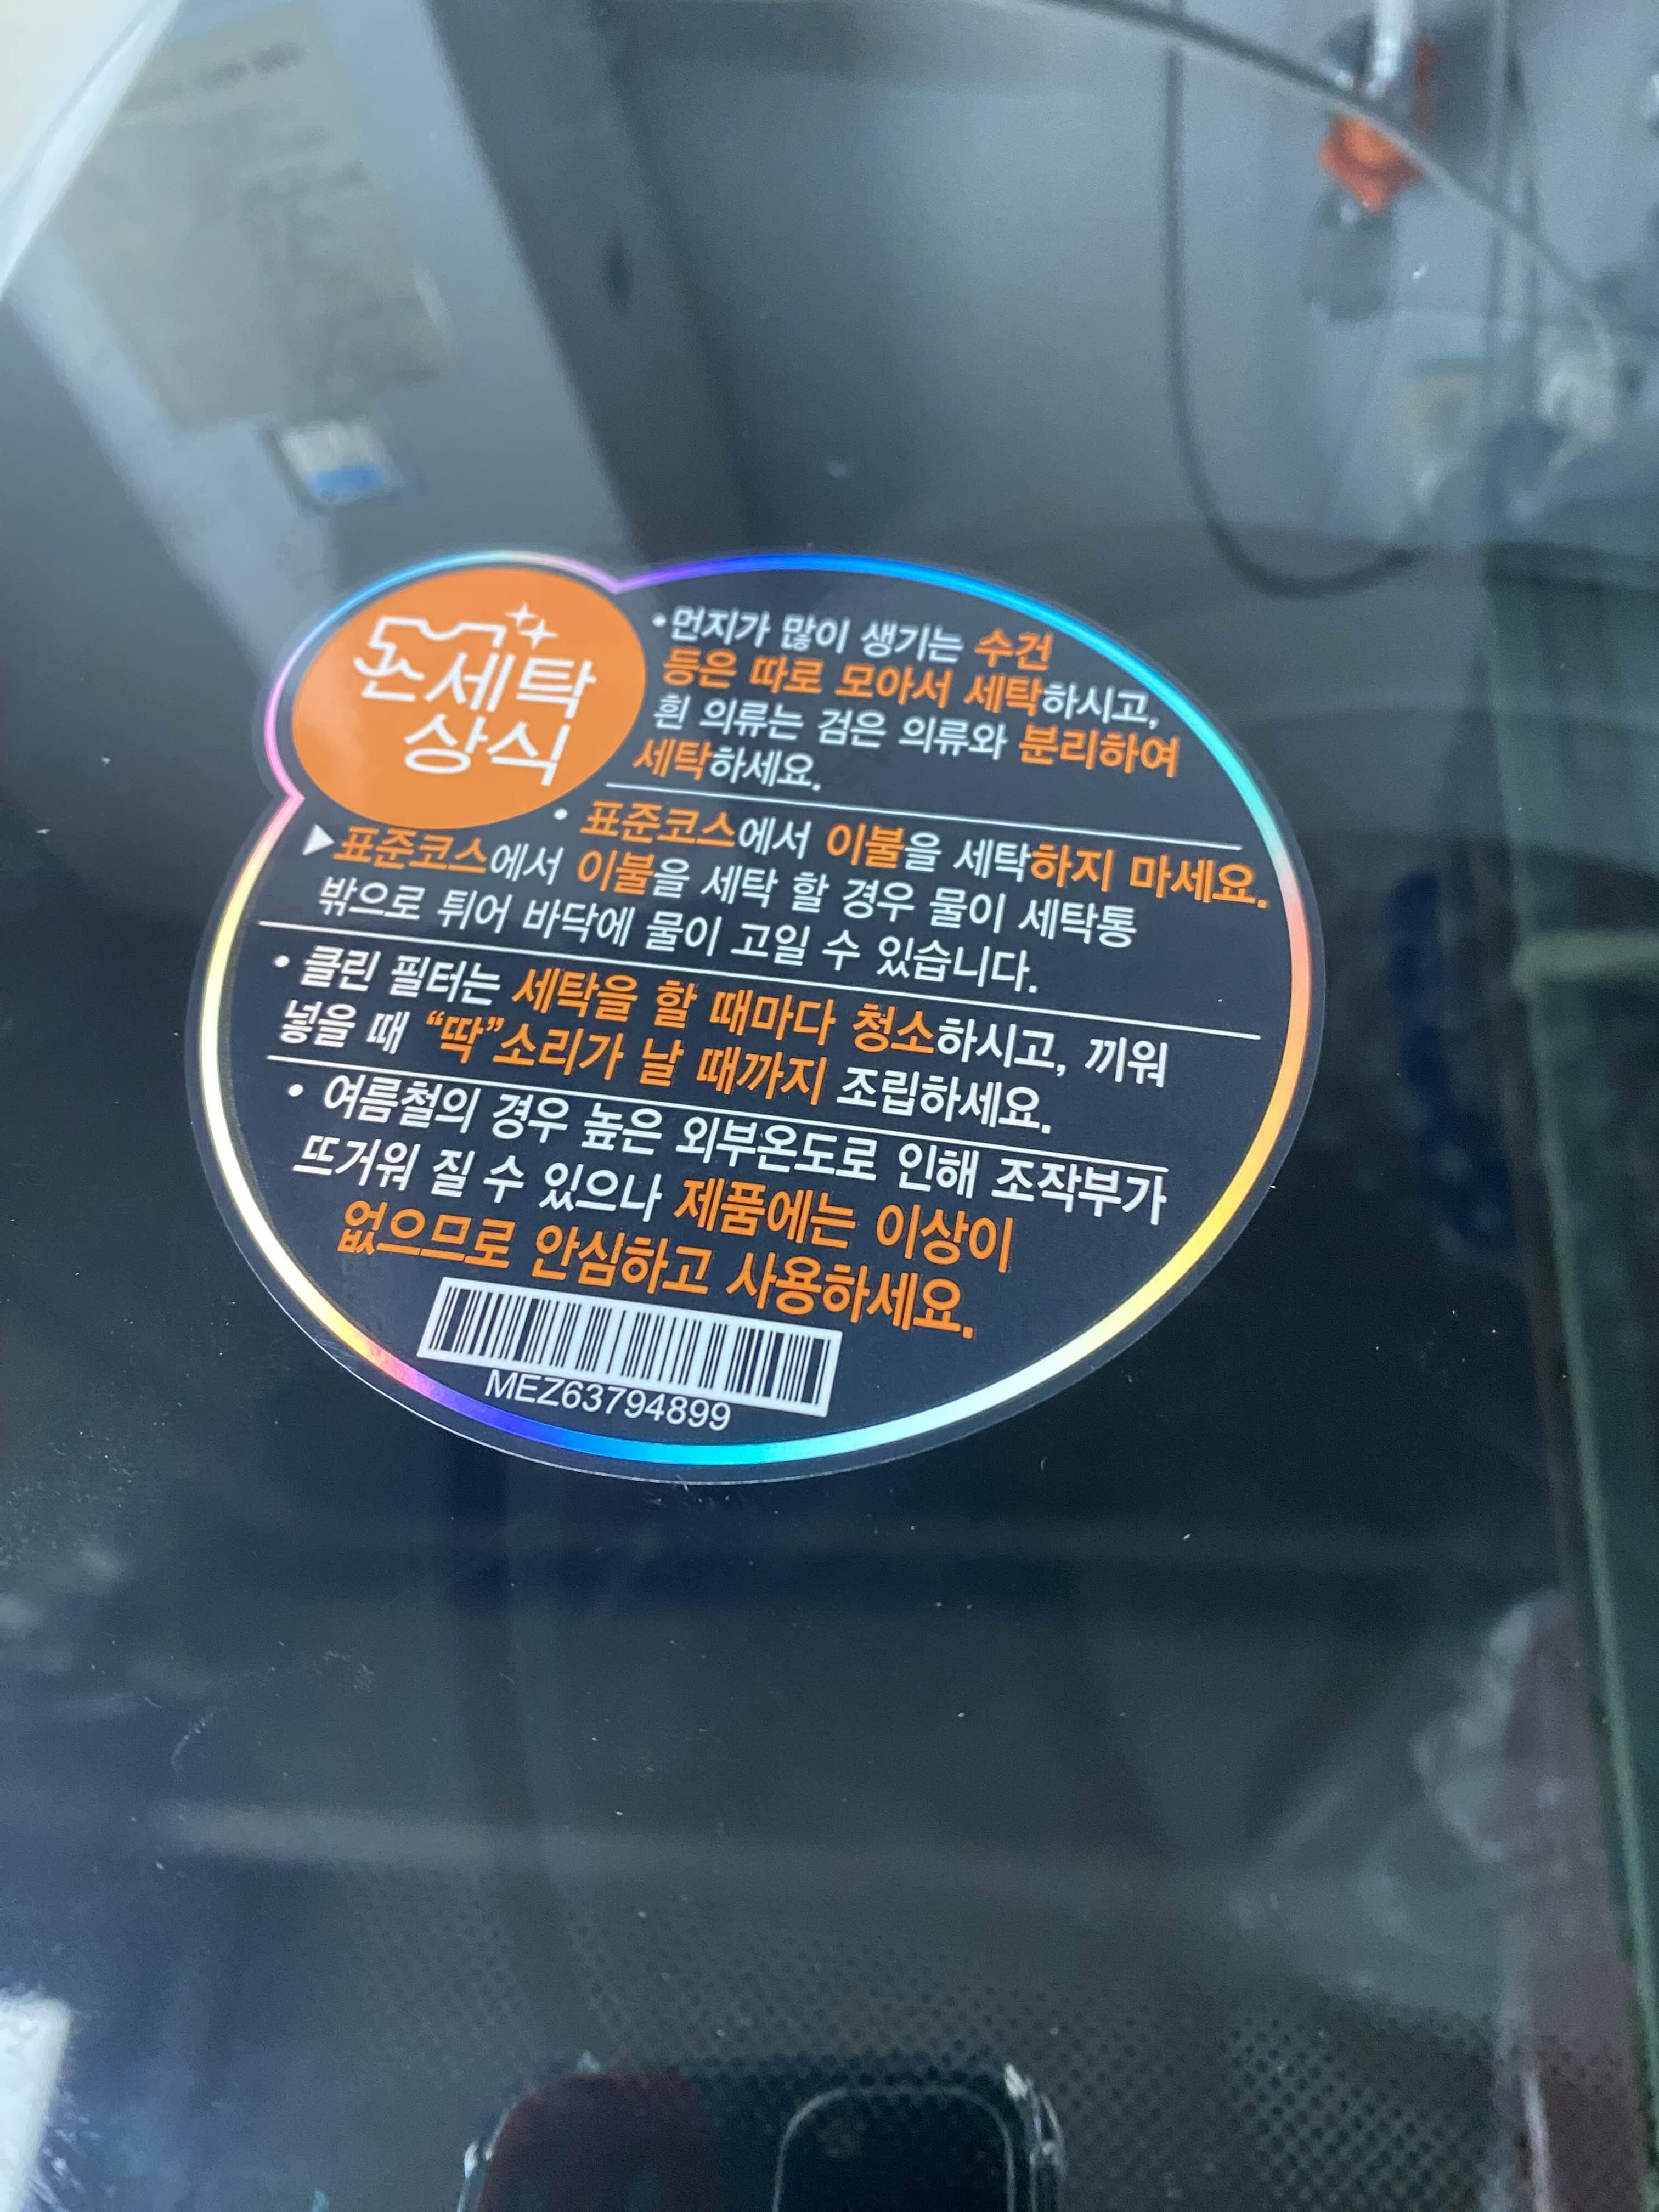 손세탁
상식
•먼지가 많이 생기는 수건
등은 따로 모아서 세탁하시고,
흰 의류는 검은 의류와 분리하여
세탁하세요.
• 표준코스에서 이불을 세탁하지 마세요.
▶표준코스에서 이불을 세탁 할 경우 물이 세탁통
밖으로 튀어 바닥에 물이 고일 수 있습니다.
• 클린 필터는 세탁을 할 때마다 청소하시고, 끼워
넣을 때 “딱”소리가 날 때까지 조립하세요.
• 여름철의 경우 높은 외부온도로 인해 조작부가
뜨거워 질 수 있으나 제품에는 이상이
없으므로 안심하고 사용하세요.
MEZ63794899